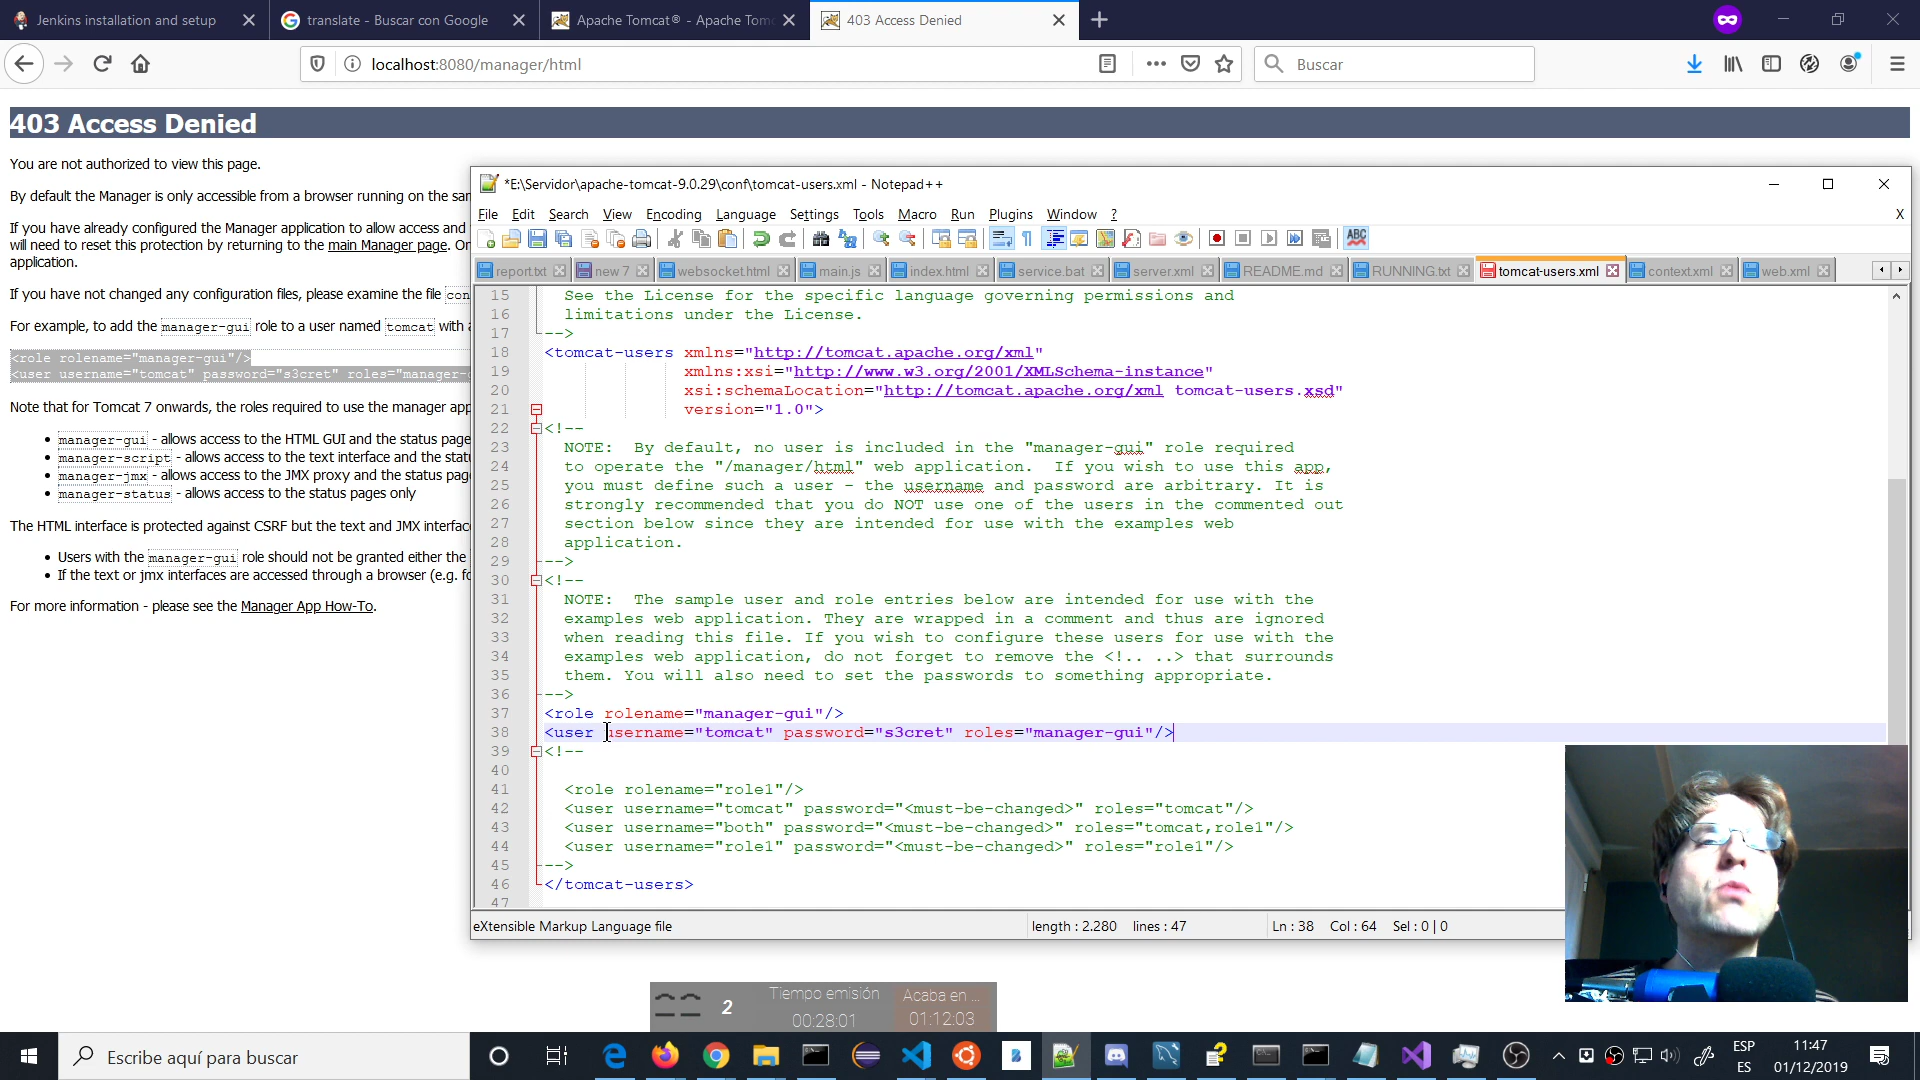 Jenkins installation and setup
translate - Buscar con Google
Apache Tomcat® - Apache Tom
403 Access Denied
localhost:8080/manager/html
Buscar
403 Access Denied
You are not authorized to view this page.
By default the Manager is only accessible from a browser running on the sa
If you have already configured the Manager application to allow access and
will need to reset this protection by returning to the main Manager page. On
application.
If you have not changed any configuration files, please examine the file con
For example, to add the manager-gui role to a user named tomcat with a
<role rolename="manager-gui"/>
<user username="tomcat" password="s3cret" roles="manager-g
Note that for Tomcat 7 onwards, the roles required to use the manager app
• manager-gui - allows access to the HTML GUI and the status page
• manager-script - allows access to the text interface and the statu
• manager-jmx - allows access to the JMX proxy and the status pag
• manager-status - allows access to the status pages only
The HTML interface is protected against CSRF but the text and JMX interfac
• Users with the manager-gui role should not be granted either the
• If the text or jmx interfaces are accessed through a browser (e.g. fo
For more information - please see the Manager App How-To.
*E:\Servidor\apache-tomcat-9.0.29\conf\tomcat-users.xml - Notepad++
File Edit Search View Encoding Language Settings Tools Macro Run Plugins Window ? X
report.txt new 7 websocket.html main.js index.html service.bat server.xml README.md RUNNING.txt tomcat-users.xml context.xml web.xml
15 See the License for the specific language governing permissions and
16 limitations under the License.
17 -->
18 <tomcat-users xmlns="http://tomcat.apache.org/xml"
19 xmlns:xsi="http://www.w3.org/2001/XMLSchema-instance"
20 xsi:schemaLocation="http://tomcat.apache.org/xml tomcat-users.xsd"
21 version="1.0">
22 <!--
23 NOTE: By default, no user is included in the "manager-gui" role required
24 to operate the "/manager/html" web application. If you wish to use this app,
25 you must define such a user - the username and password are arbitrary. It is
26 strongly recommended that you do NOT use one of the users in the commented out
27 section below since they are intended for use with the examples web
28 application.
29 -->
30 <!--
31 NOTE: The sample user and role entries below are intended for use with the
32 examples web application. They are wrapped in a comment and thus are ignored
33 when reading this file. If you wish to configure these users for use with the
34 examples web application, do not forget to remove the <!.. ..> that surrounds
35 them. You will also need to set the passwords to something appropriate.
36 -->
37 <role rolename="manager-gui"/>
38 <user username="tomcat" password="s3cret" roles="manager-gui"/>
39 <!--
40
41 <role rolename="role1"/>
42 <user username="tomcat" password="<must-be-changed>" roles="tomcat"/>
43 <user username="both" password="<must-be-changed>" roles="tomcat,role1"/>
44 <user username="role1" password="<must-be-changed>" roles="role1"/>
45 -->
46 </tomcat-users>
47
eXtensible Markup Language file length : 2.280 lines : 47 Ln : 38 Col : 64 Sel : 0 | 0
2 Tiempo emisión Acaba en ...
00:28:01 01:12:03
Escribe aquí para buscar
ESP
ES
11:47
01/12/2019